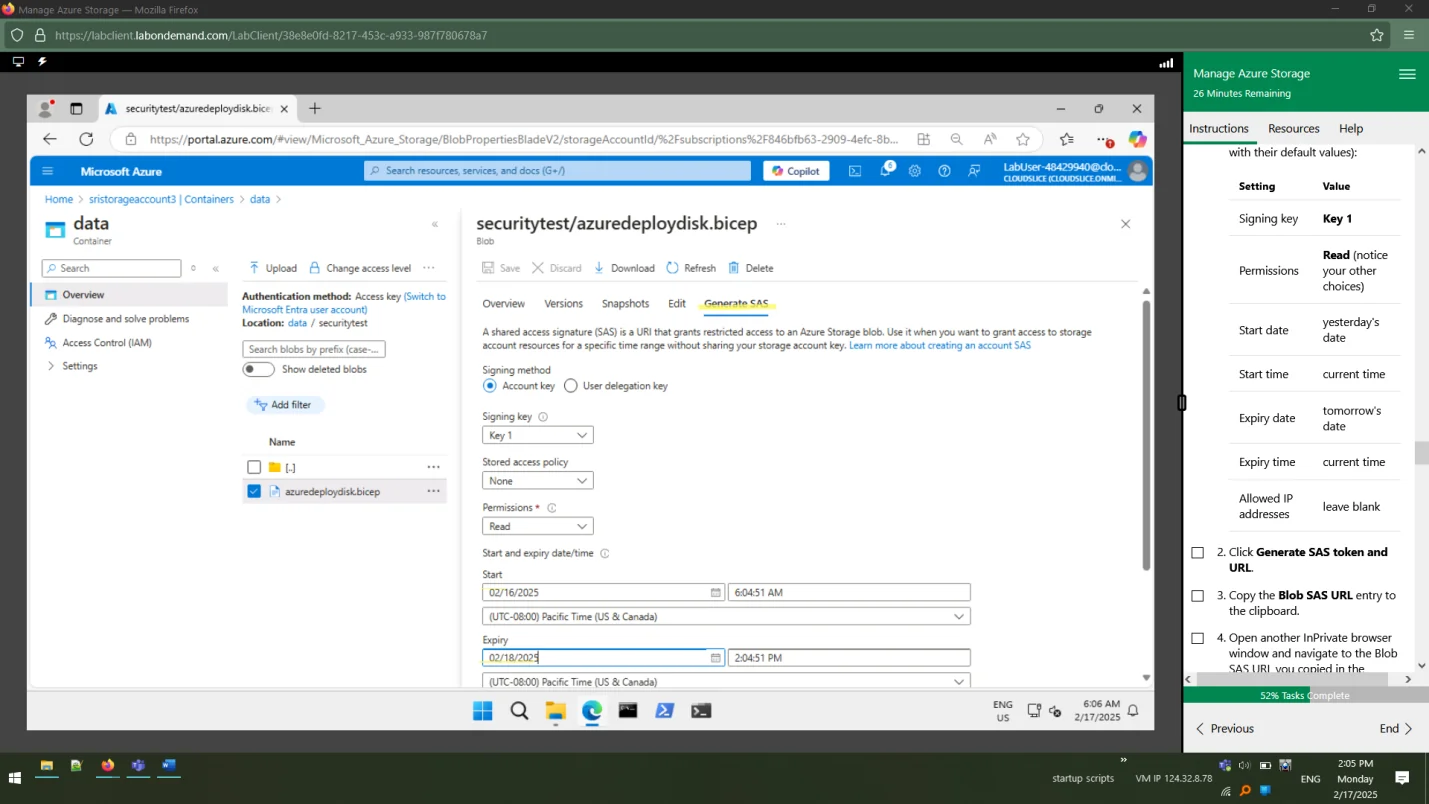 Manage Azure Storage — Mozilla Firefox
https://labclient.labondemand.com/LabClient/38e8e0fd-8217-453c-a933-987f780678a7
securitytest/azuredeploydisk.bice
https://portal.azure.com/#view/Microsoft_Azure_Storage/BlobPropertiesBladeV2/storageAccountId/%2Fsubscriptions%2F846bfb63-2909-4efc-8b...
Microsoft Azure
Search resources, services, and docs (G+/)
Copilot
6
LabUser-48429940@clo...
CLOUDSLICE (CLOUDSLICE.ONMI...
Home > sristorageaccount3 | Containers > data >
data
Container
Search
Overview
Diagnose and solve problems
Access Control (IAM)
Settings
Upload
Change access level
Authentication method: Access key (Switch to
Microsoft Entra user account)
Location: data / securitytest
Search blobs by prefix (case-...
Show deleted blobs
Add filter
Name
[..]
azuredeploydisk.bicep
securitytest/azuredeploydisk.bicep
Blob
Save
Discard
Download
Refresh
Delete
Overview
Versions
Snapshots
Edit
Generate SAS
A shared access signature (SAS) is a URI that grants restricted access to an Azure Storage blob. Use it when you want to grant access to storage
account resources for a specific time range without sharing your storage account key. Learn more about creating an account SAS
Signing method
Account key
User delegation key
Signing key
Key 1
Stored access policy
None
Permissions *
Read
Start and expiry date/time
Start
02/16/2025
6:04:51 AM
(UTC-08:00) Pacific Time (US & Canada)
Expiry
02/18/2025
2:04:51 PM
(UTC-08:00) Pacific Time (US & Canada)
ENG
US
6:06 AM
2/17/2025
Manage Azure Storage
26 Minutes Remaining
Instructions
Resources
Help
with their default values):
Setting Value
Signing key Key 1
Permissions Read (notice
your other
choices)
Start date yesterday's
date
Start time current time
Expiry date tomorrow's
date
Expiry time current time
Allowed IP
addresses leave blank
2. Click Generate SAS token and
URL.
3. Copy the Blob SAS URL entry to
the clipboard.
4. Open another InPrivate browser
window and navigate to the Blob
SAS URL you copied in the
52% Tasks Complete
Previous
End
startup scripts
VM IP 124.32.8.78
ENG
2:05 PM
Monday
2/17/2025